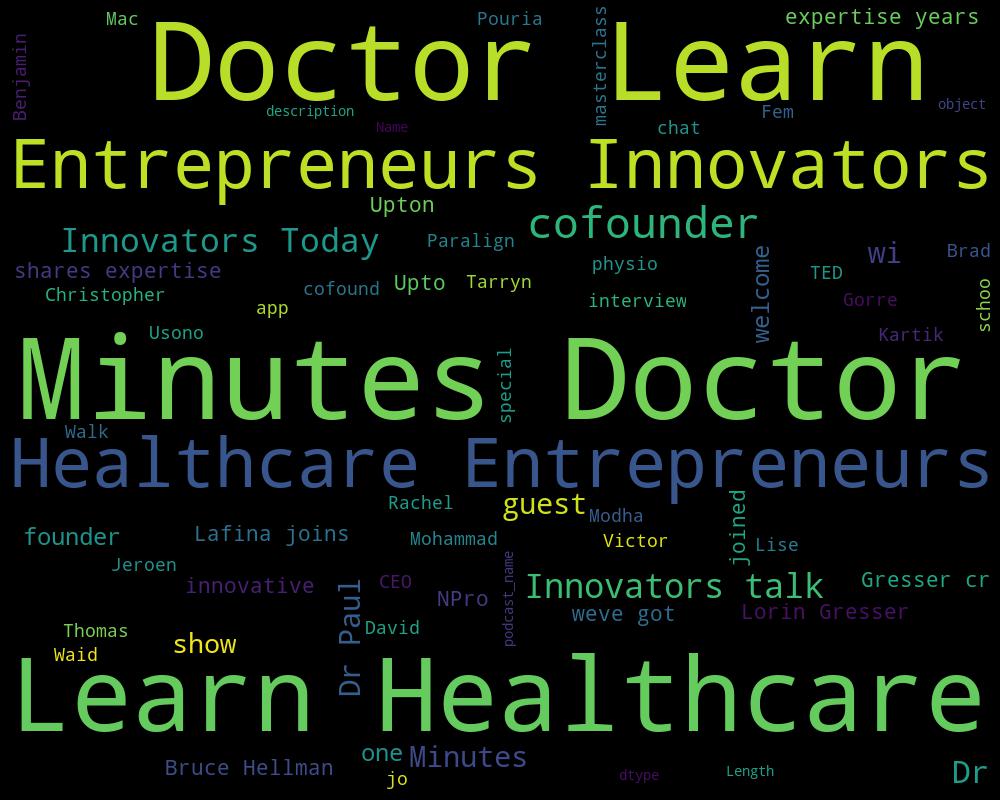 Mac
Pouria
expertise years
Doctor Learn
Benjamin
masterclass
description
Name
chat
Fem
object
Entrepreneurs Innovators
Upton
cofounder
Innovators Today
Paralign
shares expertise
physio
welcome
TED
wi
Brad
Christopher
cofound
Upto
Tarryn
interview
Gorre
schoo
app
Usono
Kartik
Minutes Doctor
special
Walk
Healthcare Entrepreneurs
Rachel
guest
Modha
joined
founder
Lafina joins
Mohammad
Victor
Lise
Jeroen
innovative
CEO
NPro
podcast_name
Innovators talk
Gresser cr
weve got
Lorin Gresser
Thomas
David
Dr Paul
Waid
show
Learn Healthcare
Bruce Hellman
one
Minutes
jo
dtype
Length
Dr